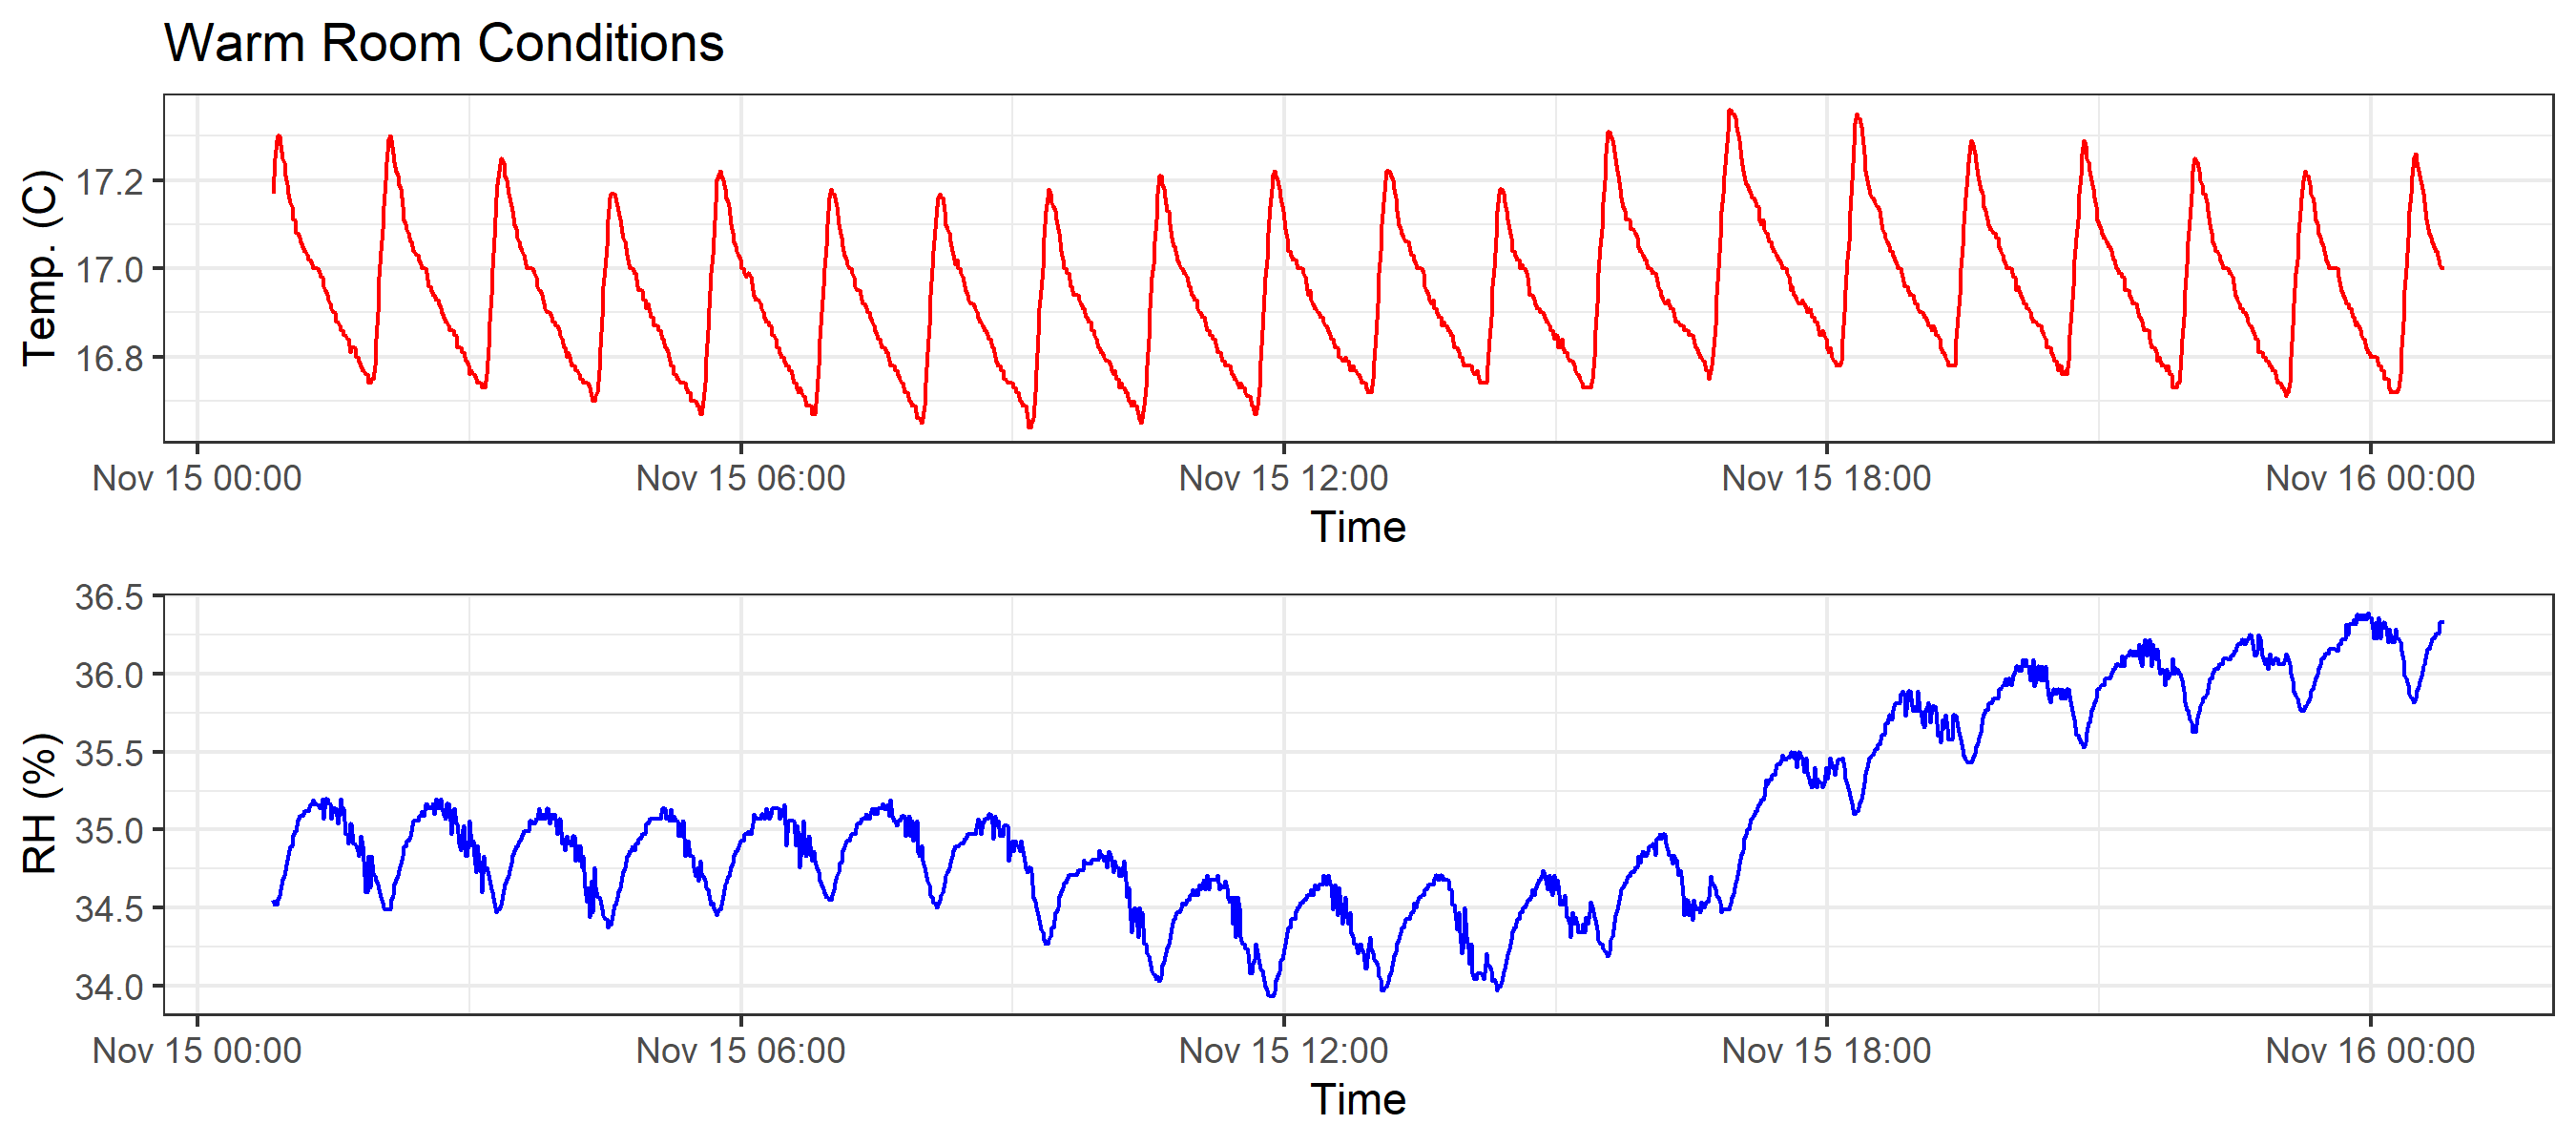 Warm Room Conditions
Temp. (C)
17.2
17.0
16.8
Nov 15 00:00 Nov 15 06:00 Nov 15 12:00 Nov 15 18:00 Nov 16 00:00
Time
RH (%)
36.5
36.0
35.5
35.0
34.5
34.0
Nov 15 00:00 Nov 15 06:00 Nov 15 12:00 Nov 15 18:00 Nov 16 00:00
Time